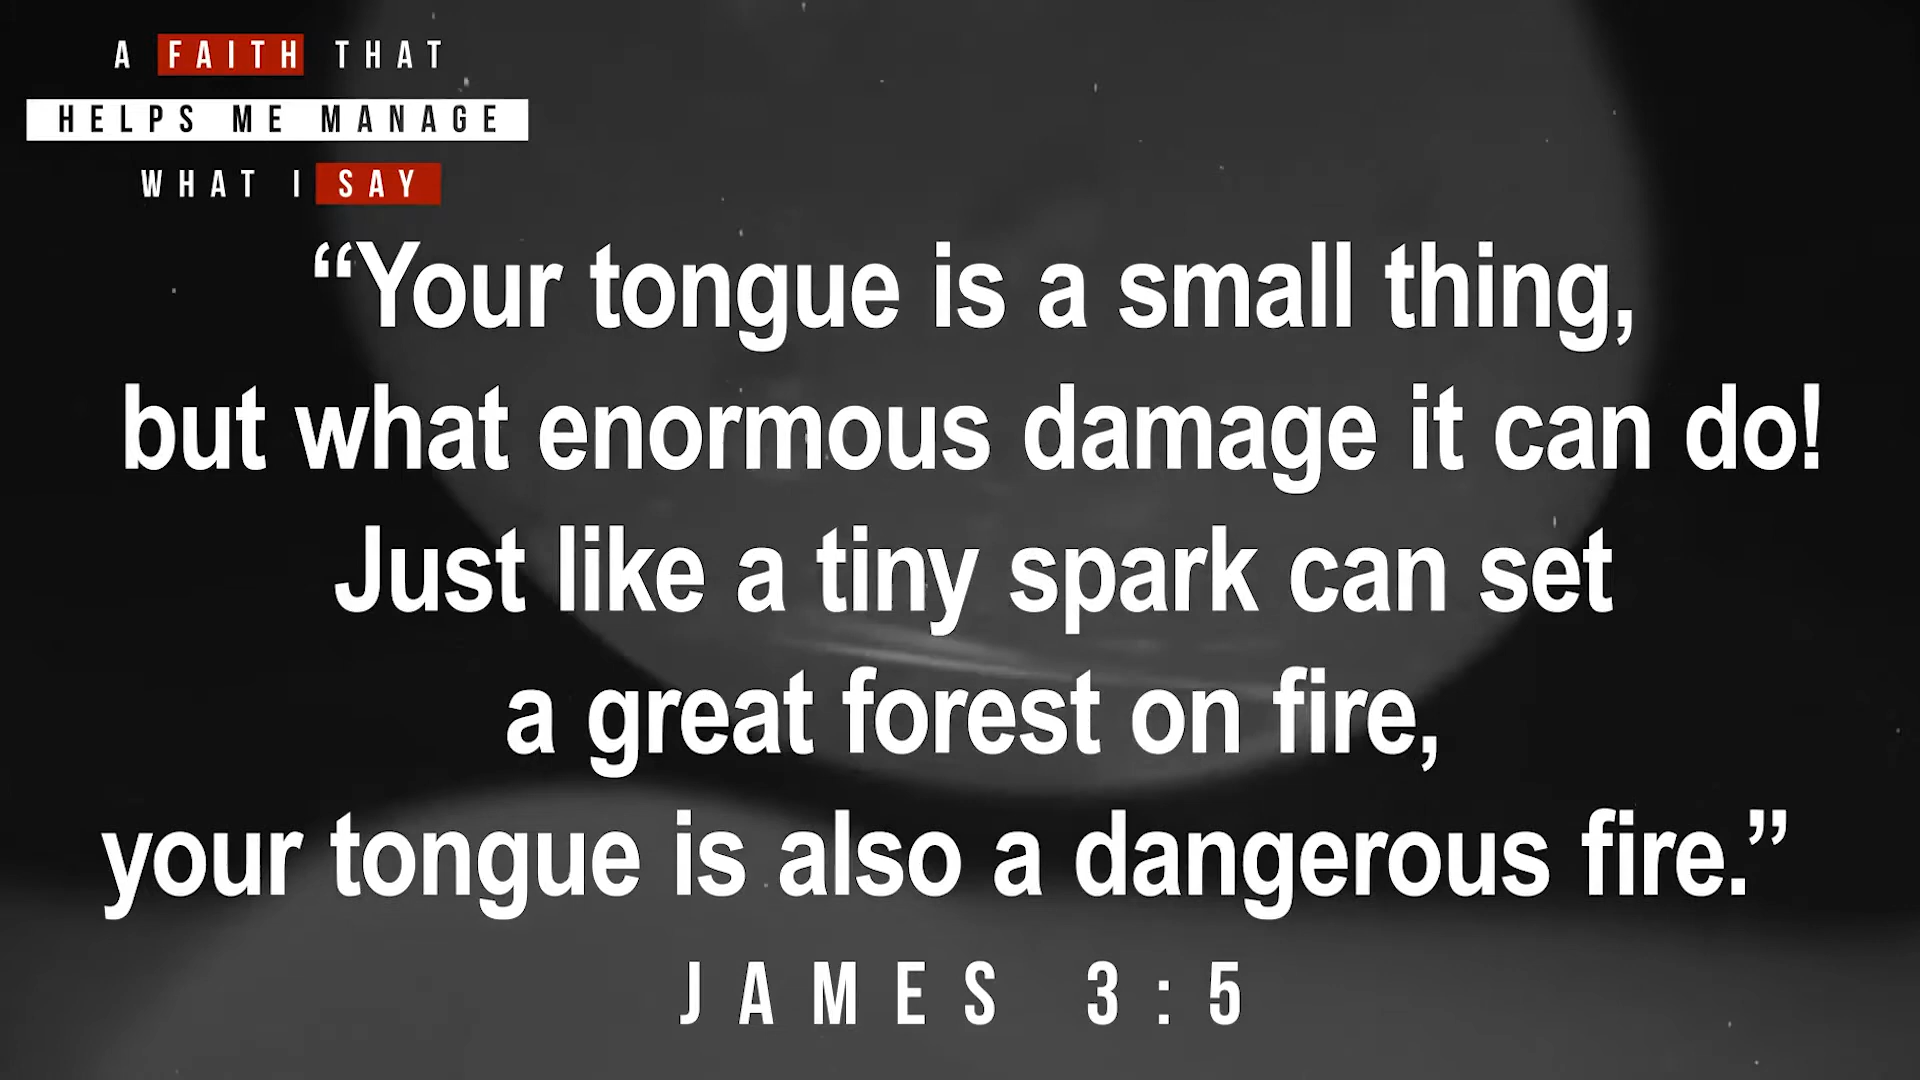 A FAITH THAT
HELPS ME MANAGE
WHAT I SAY
“Your tongue is a small thing,
but what enormous damage it can do!
Just like a tiny spark can set
a great forest on fire,
your tongue is also a dangerous fire.”
JAMES 3:5